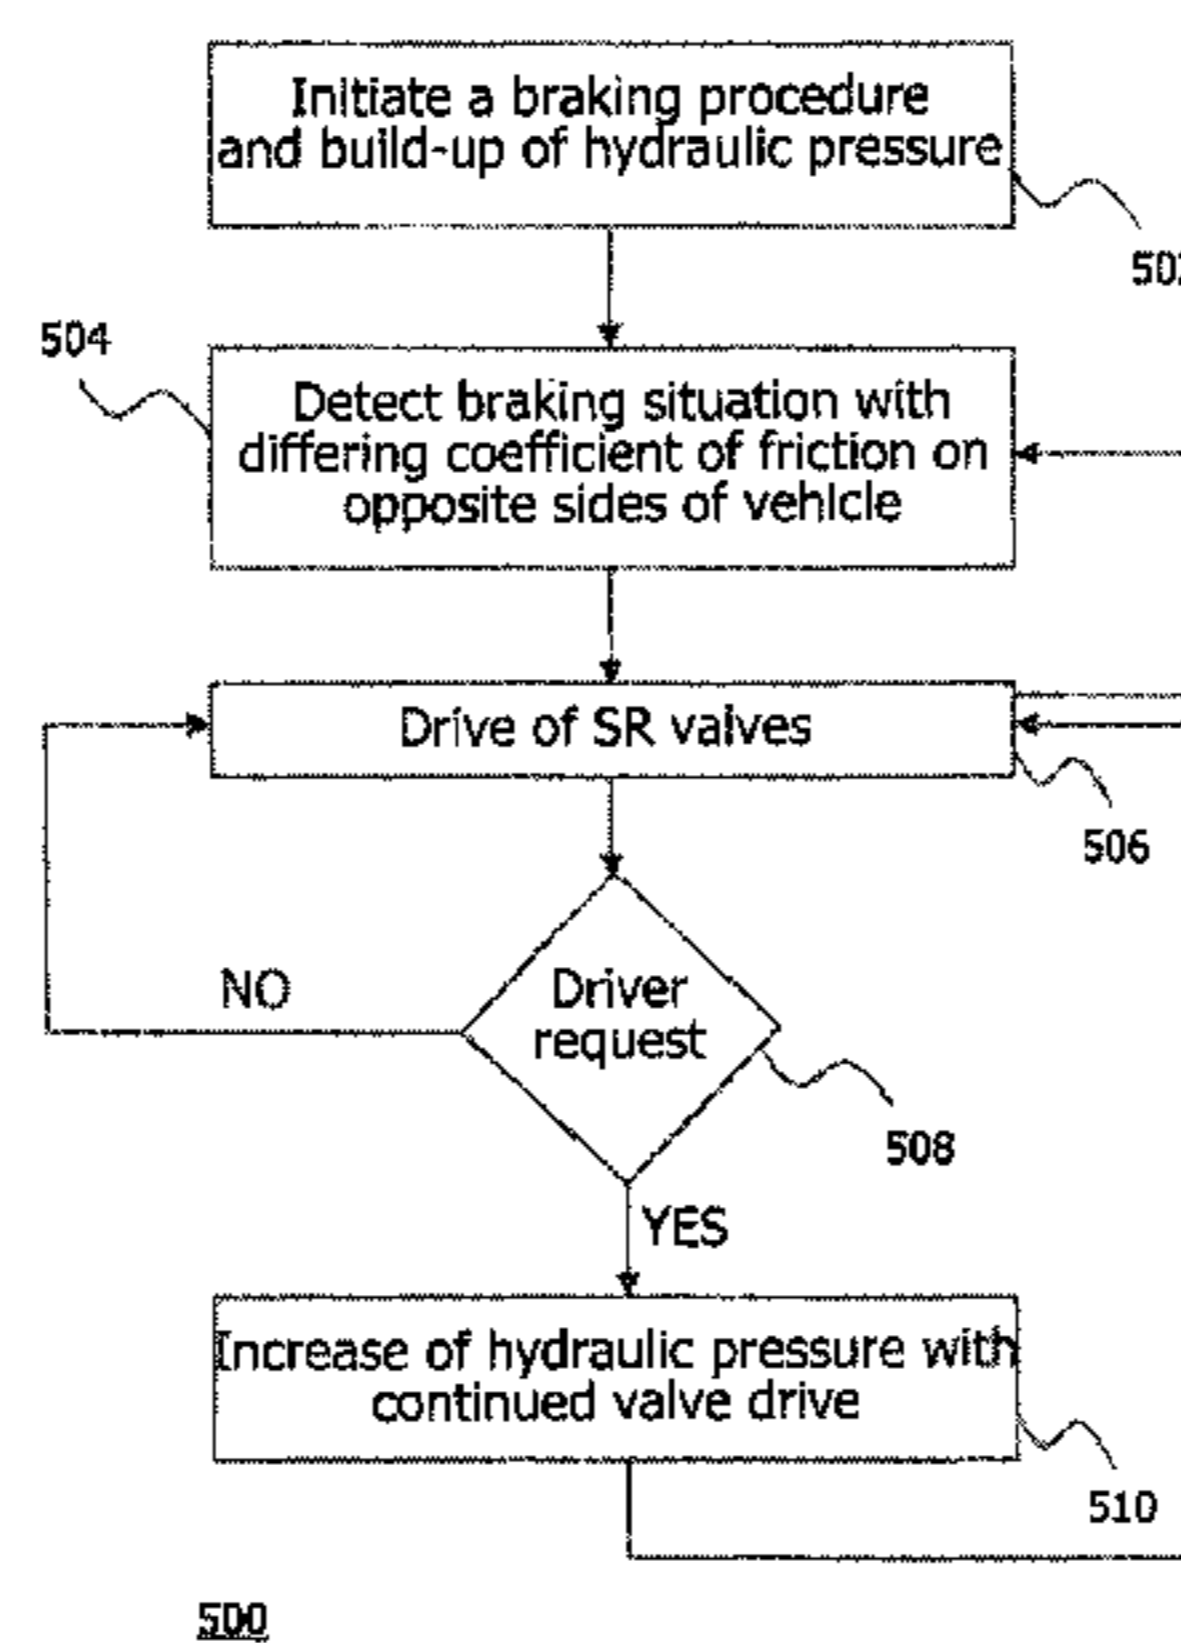 Initiate a braking procedure
and build-up of hydraulic pressure
504
Detect braking situation with
differing coefficient of friction on
opposite sides of vehicle
Drive of SR valves
506
NO
Driver
request
508
YES
Increase of hydraulic pressure with
continued valve drive
510
500